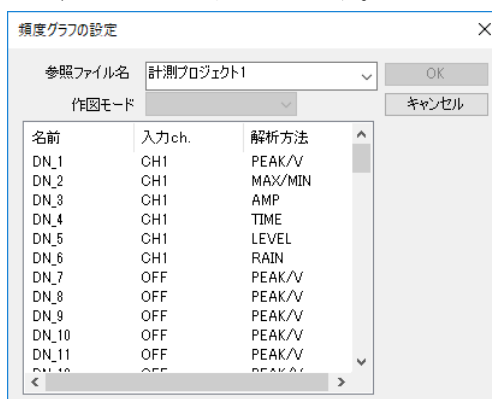 頻度グラフの設定
参照ファイル名 計測プロジェクト1 OK
作図モード キャンセル
名前 入力ch. 解析方法
DN_1 CH1 PEAK/V
DN_2 CH1 MAX/MIN
DN_3 CH1 AMP
DN_4 CH1 TIME
DN_5 CH1 LEVEL
DN_6 CH1 RAIN
DN_7 OFF PEAK/V
DN_8 OFF PEAK/V
DN_9 OFF PEAK/V
DN_10 OFF PEAK/V
DN_11 OFF PEAK/V